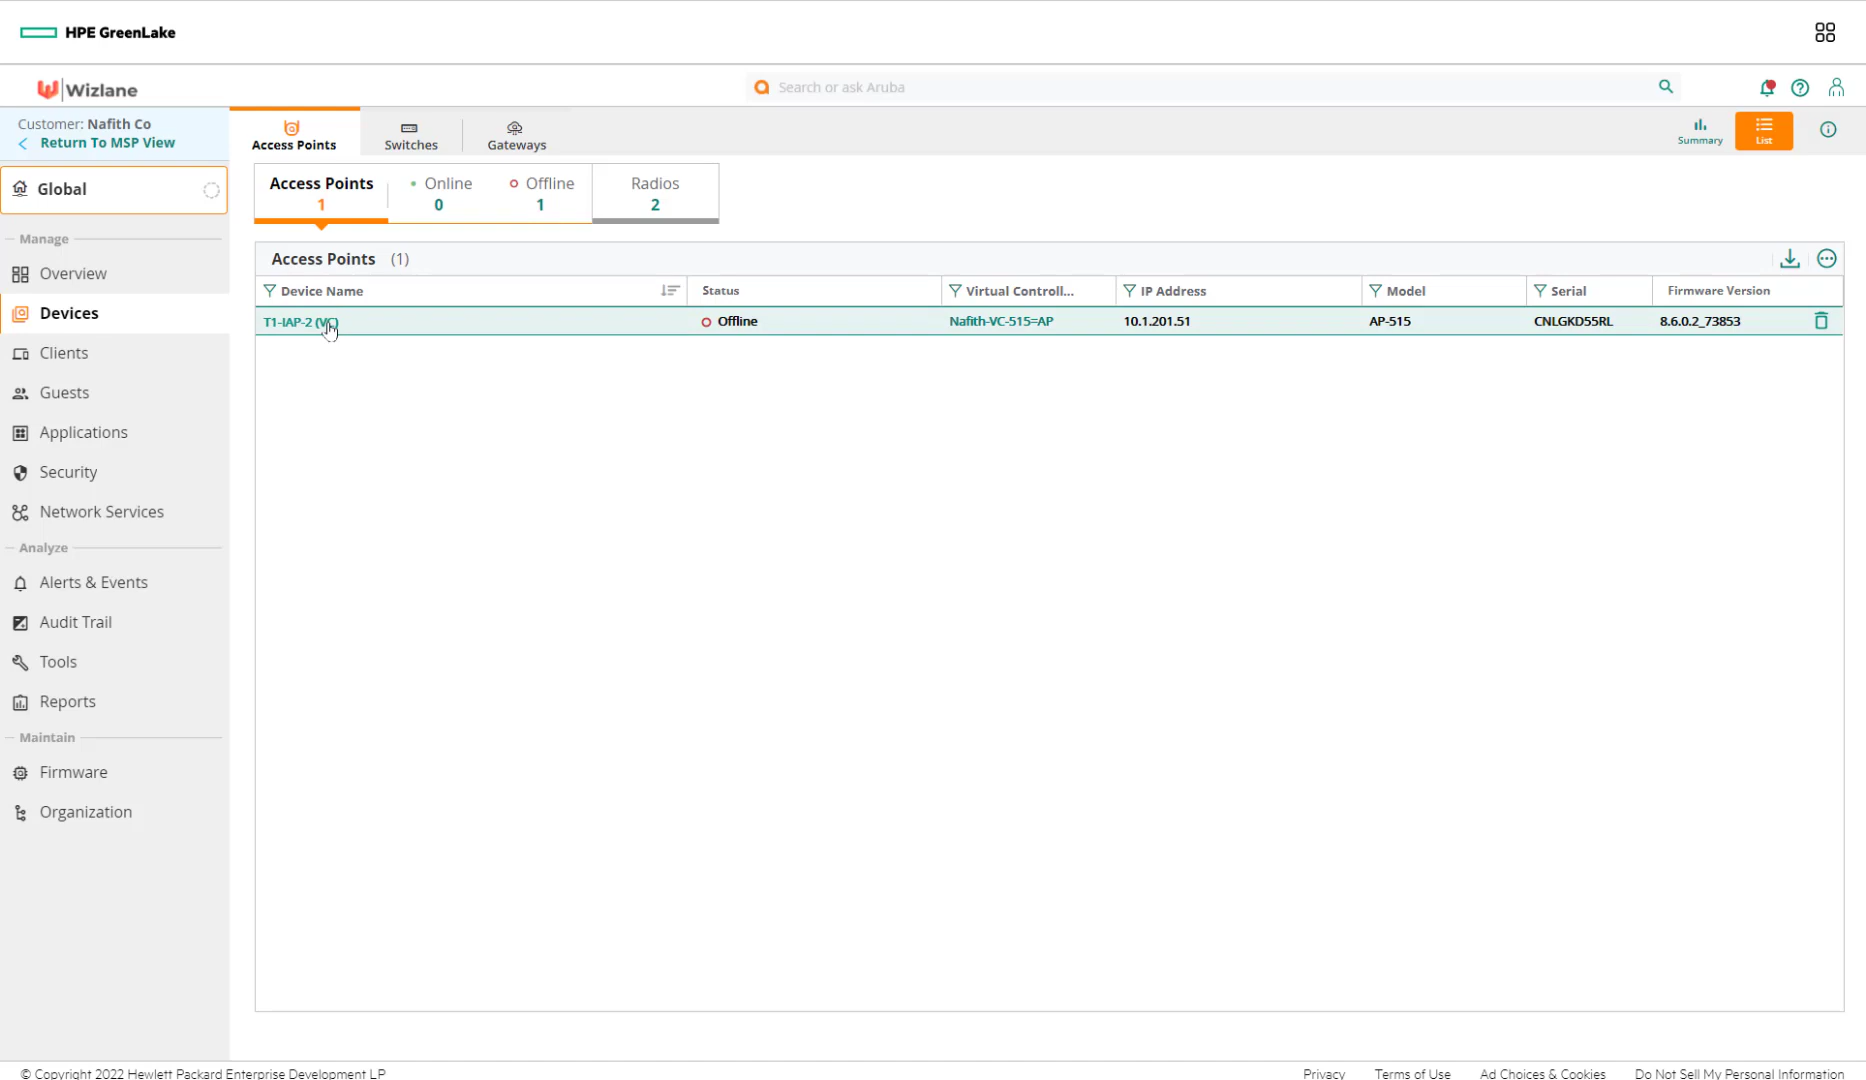 HPE GreenLake
Wizlane
Search or ask Aruba
Customer: Nafith Co
Return To MSP View
Access Points
Switches
Gateways
Summary
List
Global
Access Points
1
Online
0
Offline
1
Radios
2
Manage
Overview
Devices
Clients
Guests
Applications
Security
Network Services
Analyze
Alerts & Events
Audit Trail
Tools
Reports
Maintain
Firmware
Organization
Access Points (1)
Device Name Status Virtual Controll... IP Address Model Serial Firmware Version
T1-IAP-2 (VC) Offline Nafith-VC-515=AP 10.1.201.51 AP-515 CNLGKD55RL 8.6.0.2_73853
© Copyright 2022 Hewlett Packard Enterprise Development LP
Privacy Terms of Use Ad Choices & Cookies Do Not Sell My Personal Information